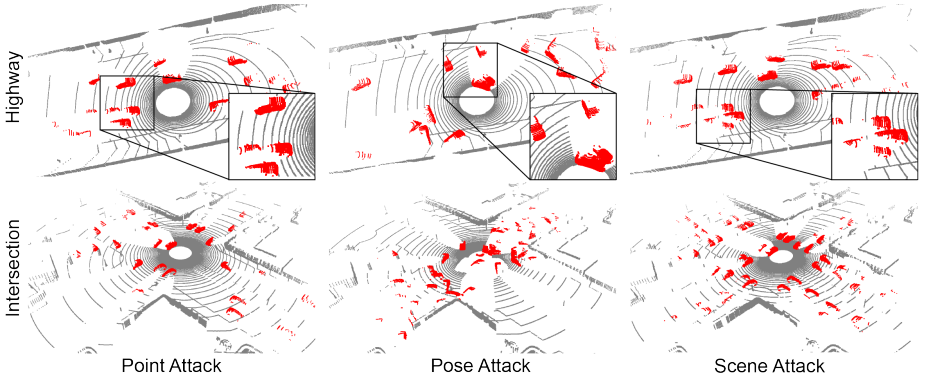 Highway
Intersection
Point Attack
Pose Attack
Scene Attack